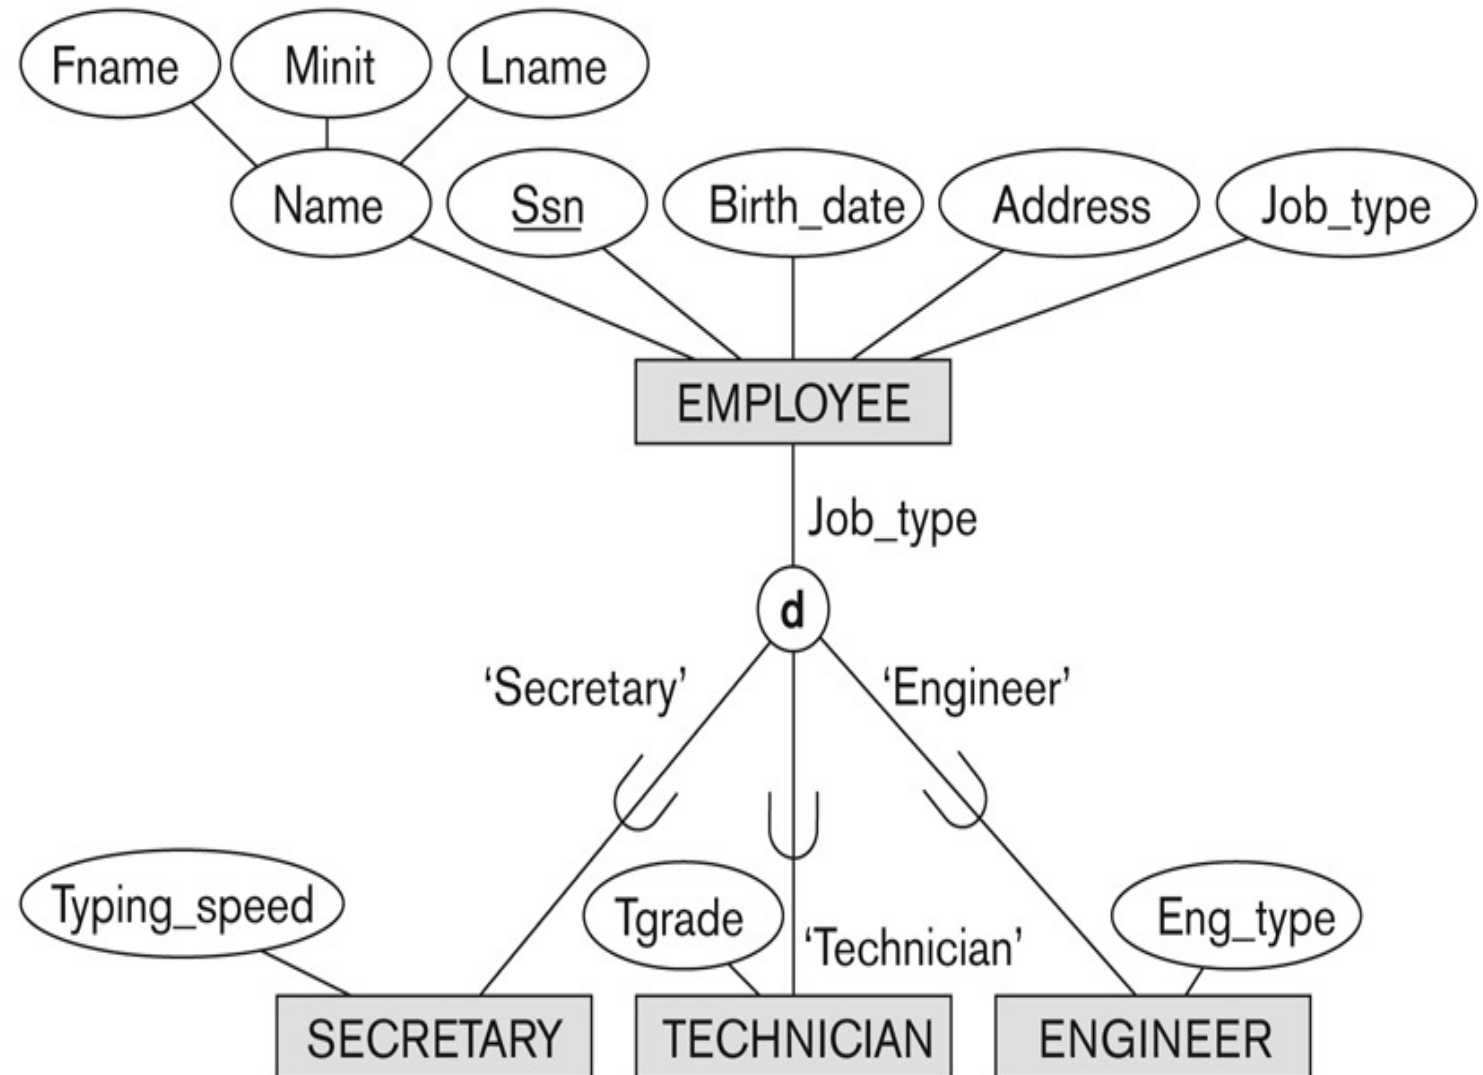 Fname Minit Lname
Name Ssn Birth_date Address Job_type
EMPLOYEE
Job_type
d
‘Secretary’ ‘Engineer’
Typing_speed Tgrade Eng_type
‘Technician’
SECRETARY TECHNICIAN ENGINEER